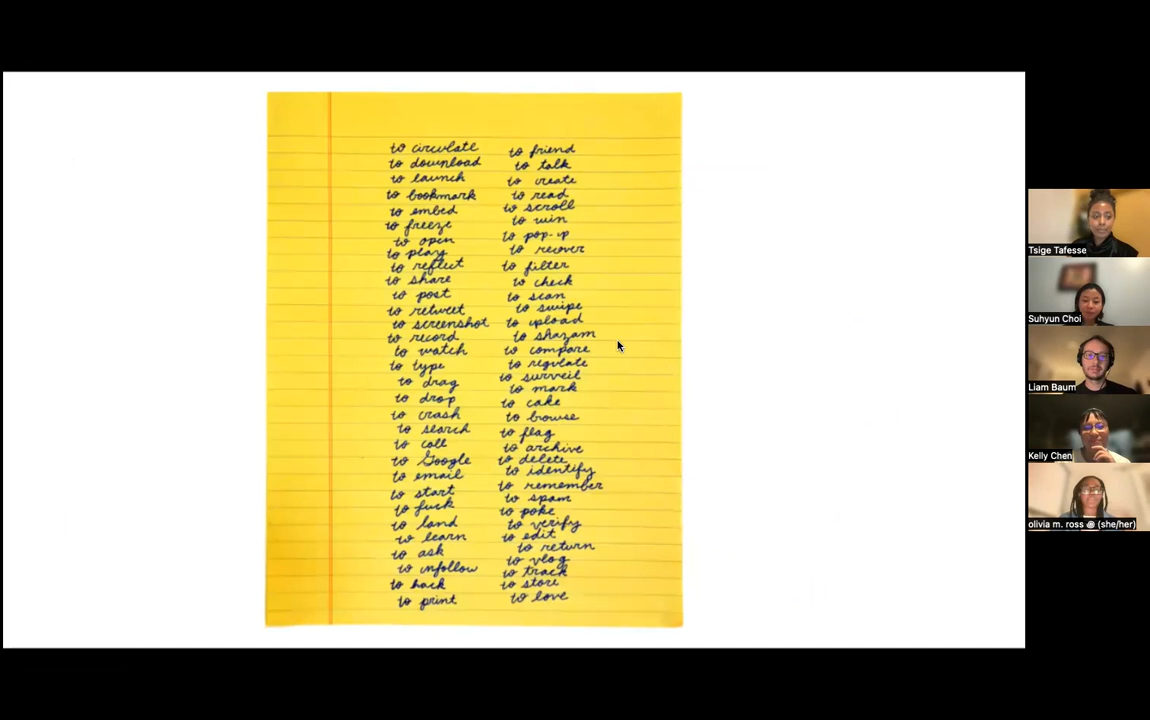 to circulate
to download
to launch
to bookmark
to embed
to freeze
to open
to play
to reflect
to share
to post
to retweet
to screenshot
to record
to watch
to type
to drag
to drop
to crash
to search
to call
to Google
to email
to start
to fuck
to land
to learn
to ask
to unfollow
to hack
to print
to friend
to talk
to create
to read
to scroll
to win
to pop-up
to recover
to filter
to check
to scan
to swipe
to upload
to shazam
to compare
to regulate
to surveil
to mark
to cake
to browse
to flag
to archive
to delete
to identify
to remember
to spam
to poke
to verify
to edit
to return
to vlog
to track
to store
to love
Tsige Tafesse
Suhyun Choi
Liam Baum
Kelly Chen
olivia m. ross @ (she/her)